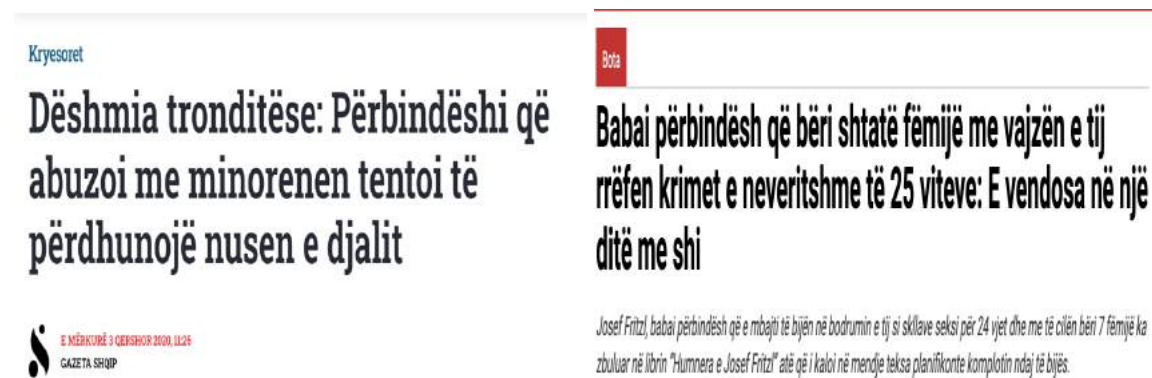 Kryesoret
Dëshmia tronditëse: Përbindëshi që
abuzoi me minorenen tentoi të
përdhunojë nusen e djalit
E MËRKURË 3 QERSHOR 2020, 11:26
GAZETA SHQIP
Bota
Babai përbindësh që bëri shtatë fëmijë me vajzën e tij
rrëfen krimet e neveritshme të 25 viteve: E vendosa në një
ditë me shi
Josef Fritzl, babai përbindësh që e mbajti të bijën në bodrumin e tij si skllave seksi për 24 vjet dhe me të cilën bëri 7 fëmijë ka
zbuluar në librin "Humnera e Josef Fritzl" atë që i kaloi në mendje teksa planifikonte komplotin ndaj të bijës.